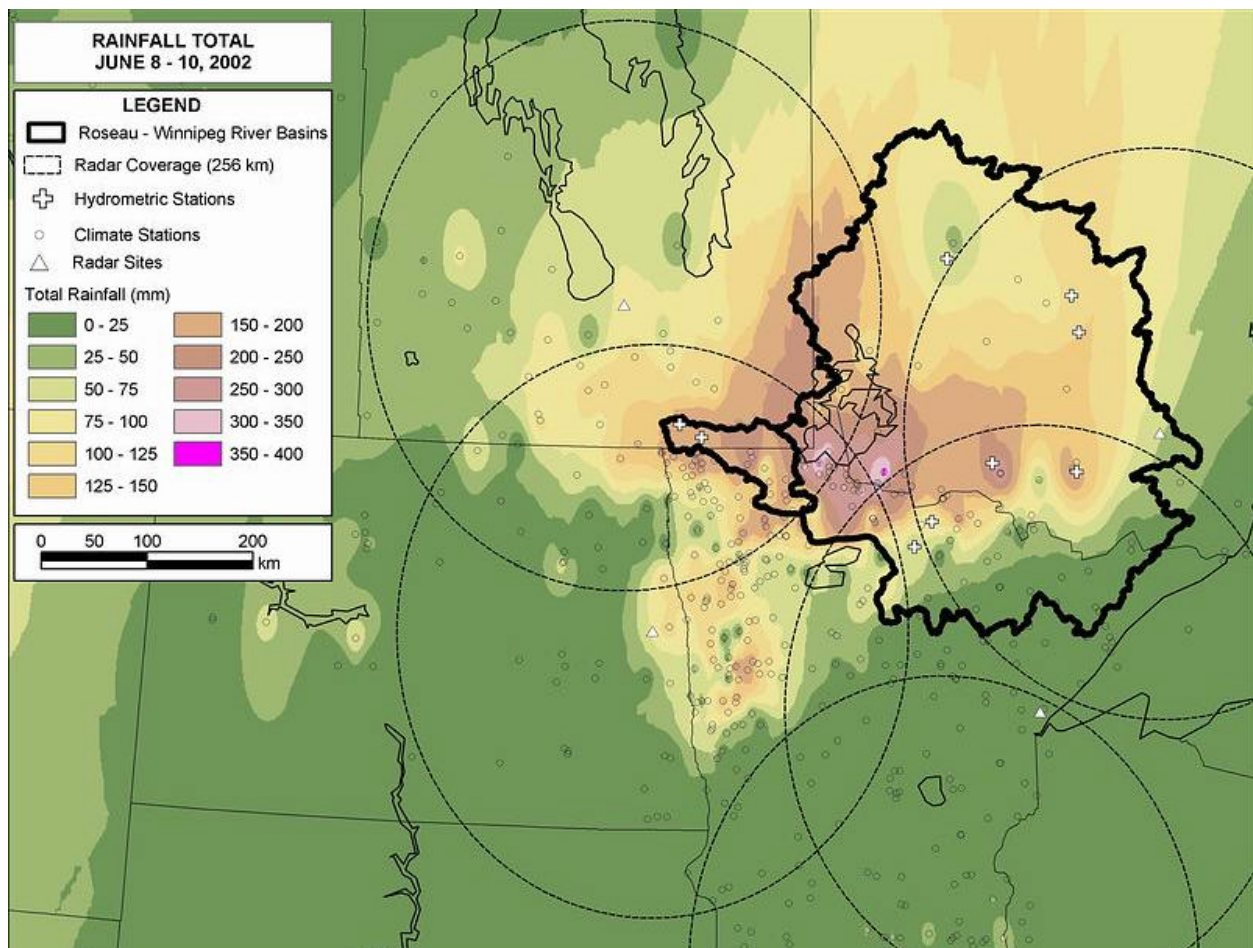 RAINFALL TOTAL
JUNE 8 - 10, 2002
LEGEND
Roseau - Winnipeg River Basins
Radar Coverage (256 km)
Hydrometric Stations
Climate Stations
Radar Sites
Total Rainfall (mm)
0 - 25
150 - 200
25 - 50
200 - 250
50 - 75
250 - 300
75 - 100
300 - 350
100 - 125
350 - 400
125 - 150
0 50 100 200
km